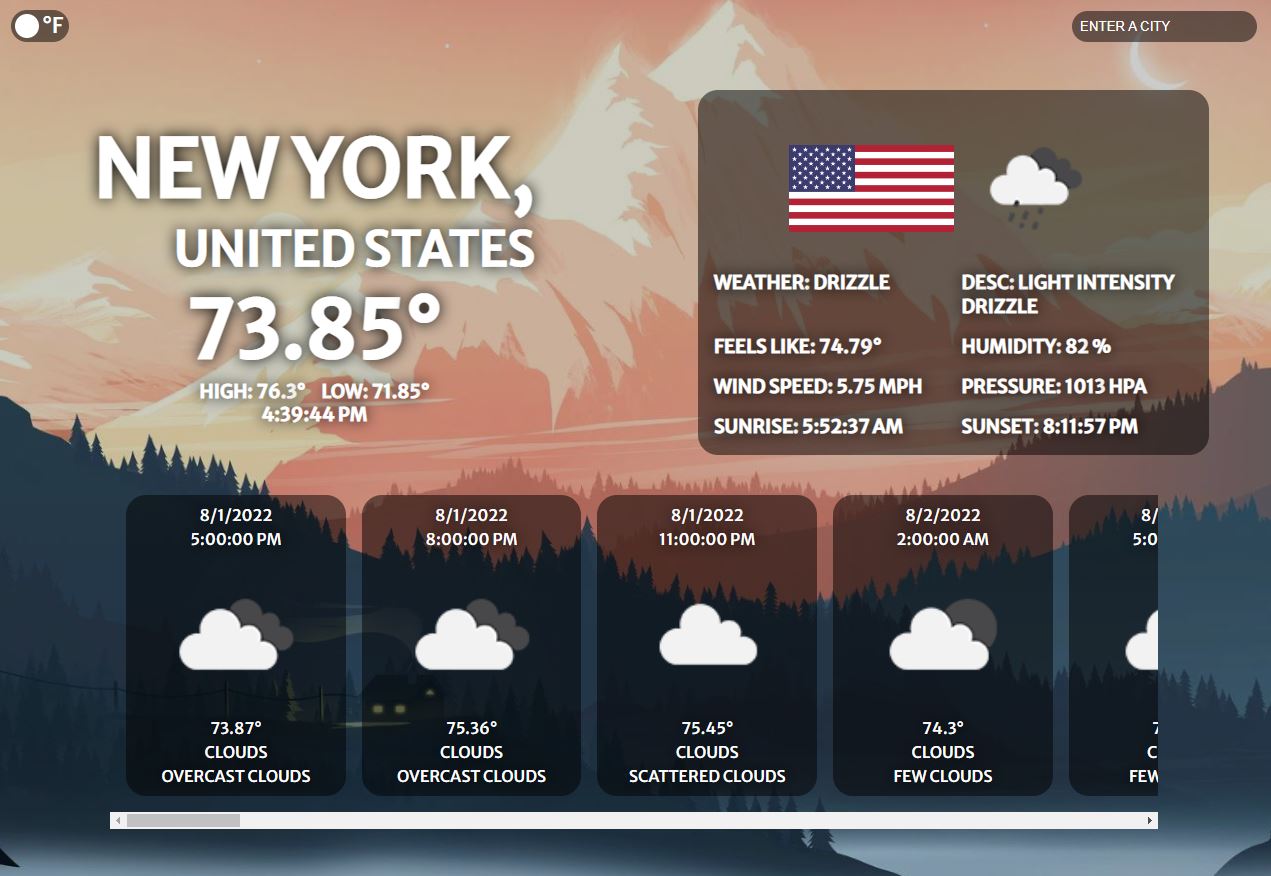 °F
ENTER A CITY
NEW YORK,
UNITED STATES
73.85°
HIGH: 76.3° LOW: 71.85°
4:39:44 PM
WEATHER: DRIZZLE
DESC: LIGHT INTENSITY
DRIZZLE
FEELS LIKE: 74.79°
HUMIDITY: 82 %
WIND SPEED: 5.75 MPH
PRESSURE: 1013 HPA
SUNRISE: 5:52:37 AM
SUNSET: 8:11:57 PM
8/1/2022
5:00:00 PM
73.87°
CLOUDS
OVERCAST CLOUDS
8/1/2022
8:00:00 PM
75.36°
CLOUDS
OVERCAST CLOUDS
8/1/2022
11:00:00 PM
75.45°
CLOUDS
SCATTERED CLOUDS
8/2/2022
2:00:00 AM
74.3°
CLOUDS
FEW CLOUDS
8/
5:0
7
C
FEW